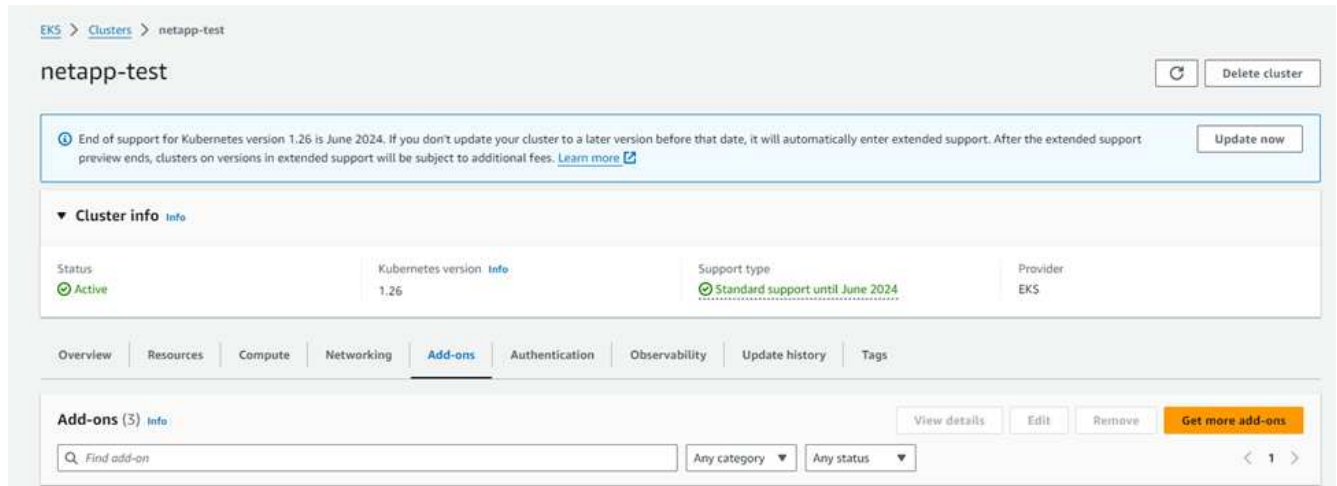 EKS > Clusters > netapp-test
netapp-test
Delete cluster
End of support for Kubernetes version 1.26 is June 2024. If you don't update your cluster to a later version before that date, it will automatically enter extended support. After the extended support
preview ends, clusters on versions in extended support will be subject to additional fees. Learn more
Update now
Cluster info Info
Status
Active
Kubernetes version Info
1.26
Support type
Standard support until June 2024
Provider
EKS
Overview Resources Compute Networking Add-ons Authentication Observability Update history Tags
Add-ons (3) Info
View details Edit Remove Get more add-ons
Find add-on
Any category Any status
< 1 >